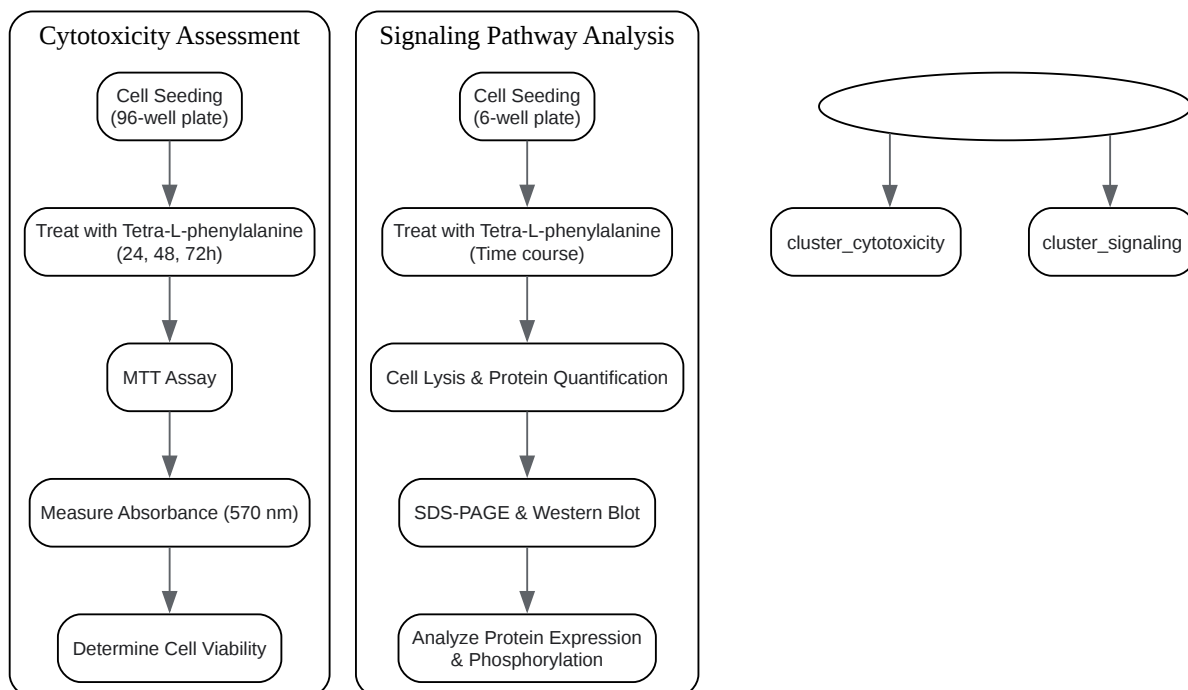 Cytotoxicity Assessment
Cell Seeding
(96-well plate)
Treat with Tetra-L-phenylalanine
(24, 48, 72h)
MTT Assay
Measure Absorbance (570 nm)
Determine Cell Viability
Signaling Pathway Analysis
Cell Seeding
(6-well plate)
Treat with Tetra-L-phenylalanine
(Time course)
Cell Lysis & Protein Quantification
SDS-PAGE & Western Blot
Analyze Protein Expression
& Phosphorylation
cluster_cytotoxicity
cluster_signaling